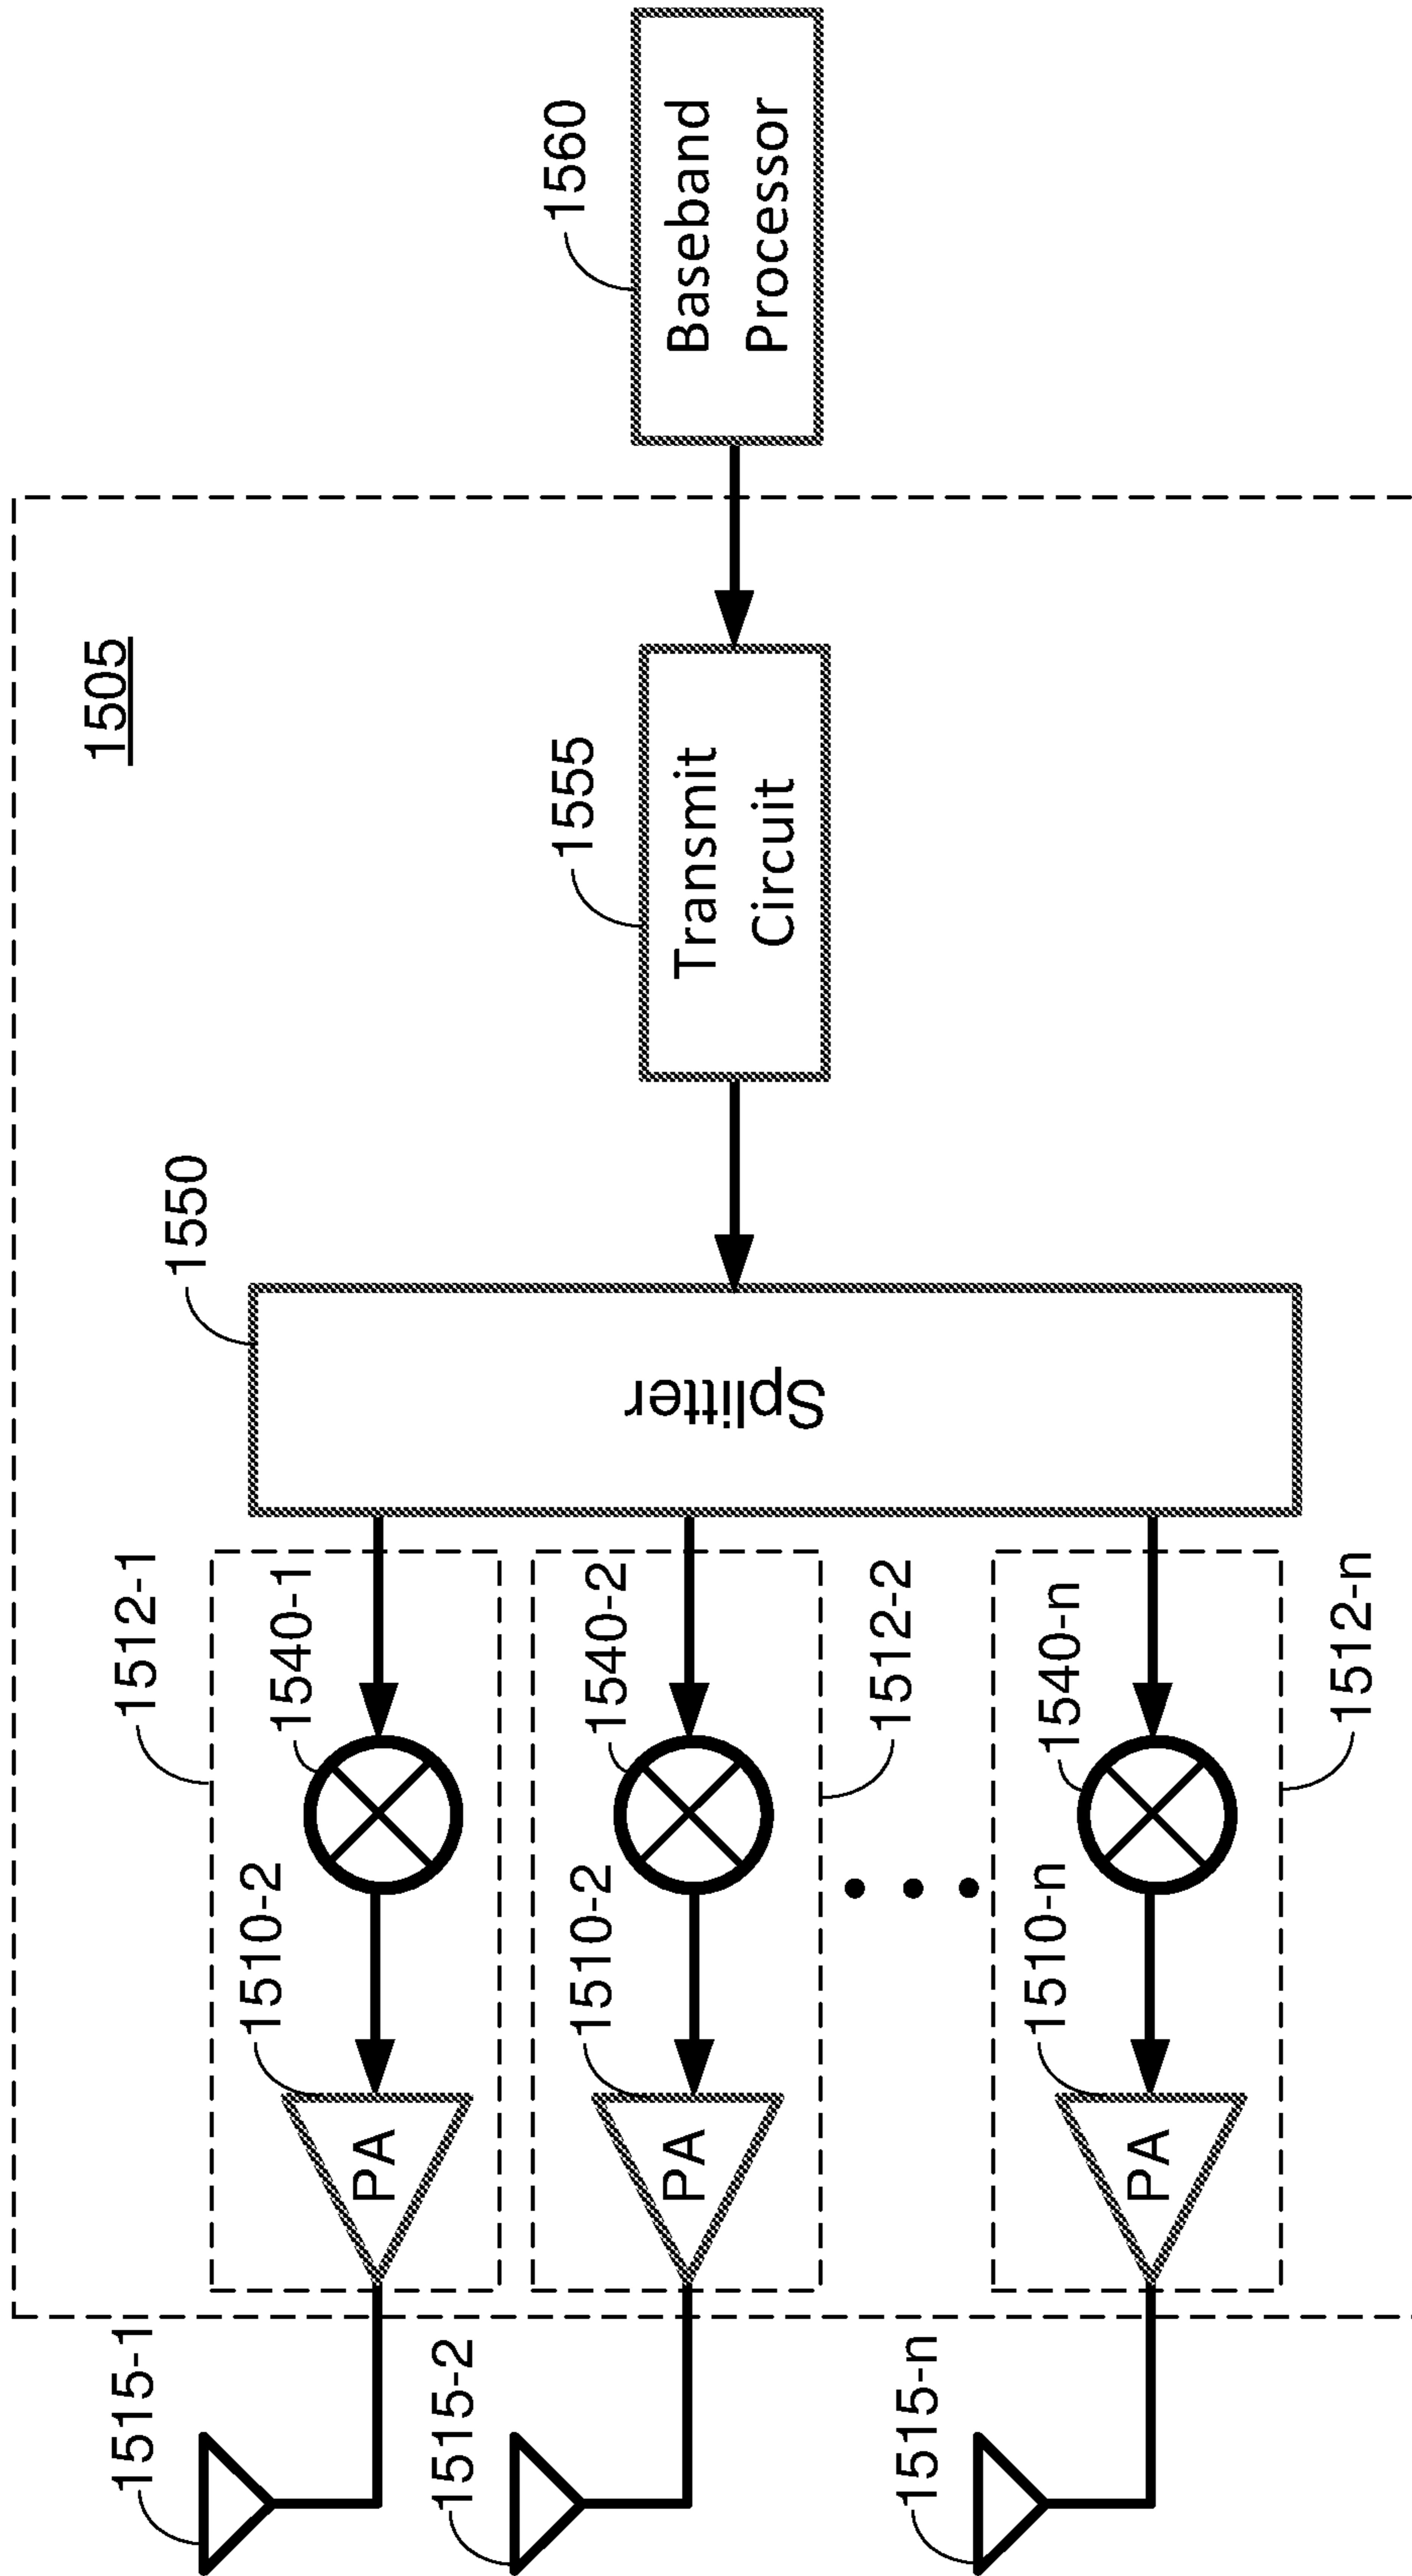 1505
1515-1
1512-1
1510-2
1540-1
PA
1550
Splitter
1555
Transmit
Circuit
1560
Baseband
Processor
1515-2
1510-2
1540-2
PA
1512-2
1515-n
1510-n
1540-n
PA
1512-n